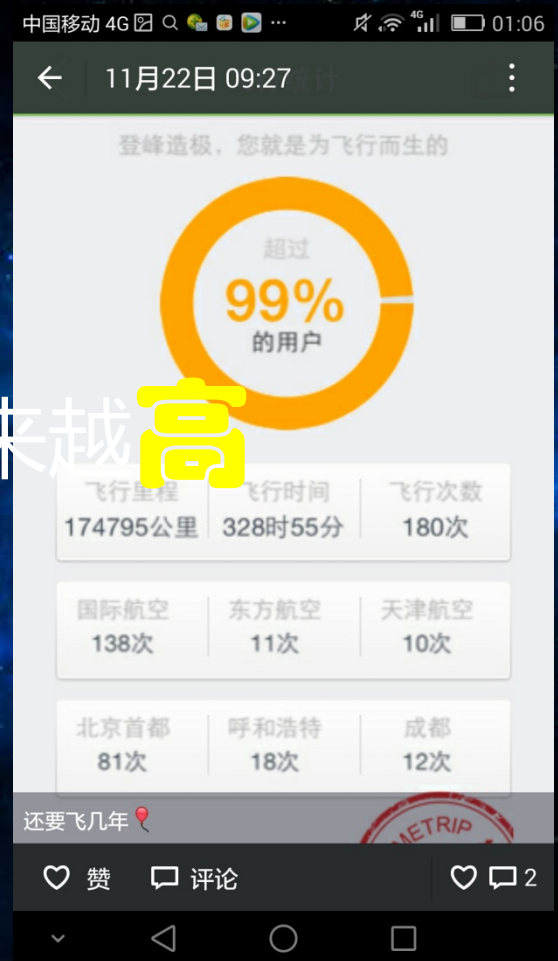 中国移动 4G 4G 01:06
11月22日 09:27
登峰造极，您就是为飞行而生的
超过
99%
的用户
来越高
飞行里程 飞行时间 飞行次数
174795公里 328时55分 180次
国际航空 东方航空 天津航空
138次 11次 10次
北京首都 呼和浩特 成都
81次 18次 12次
还要飞几年
METRIP
赞 评论 2